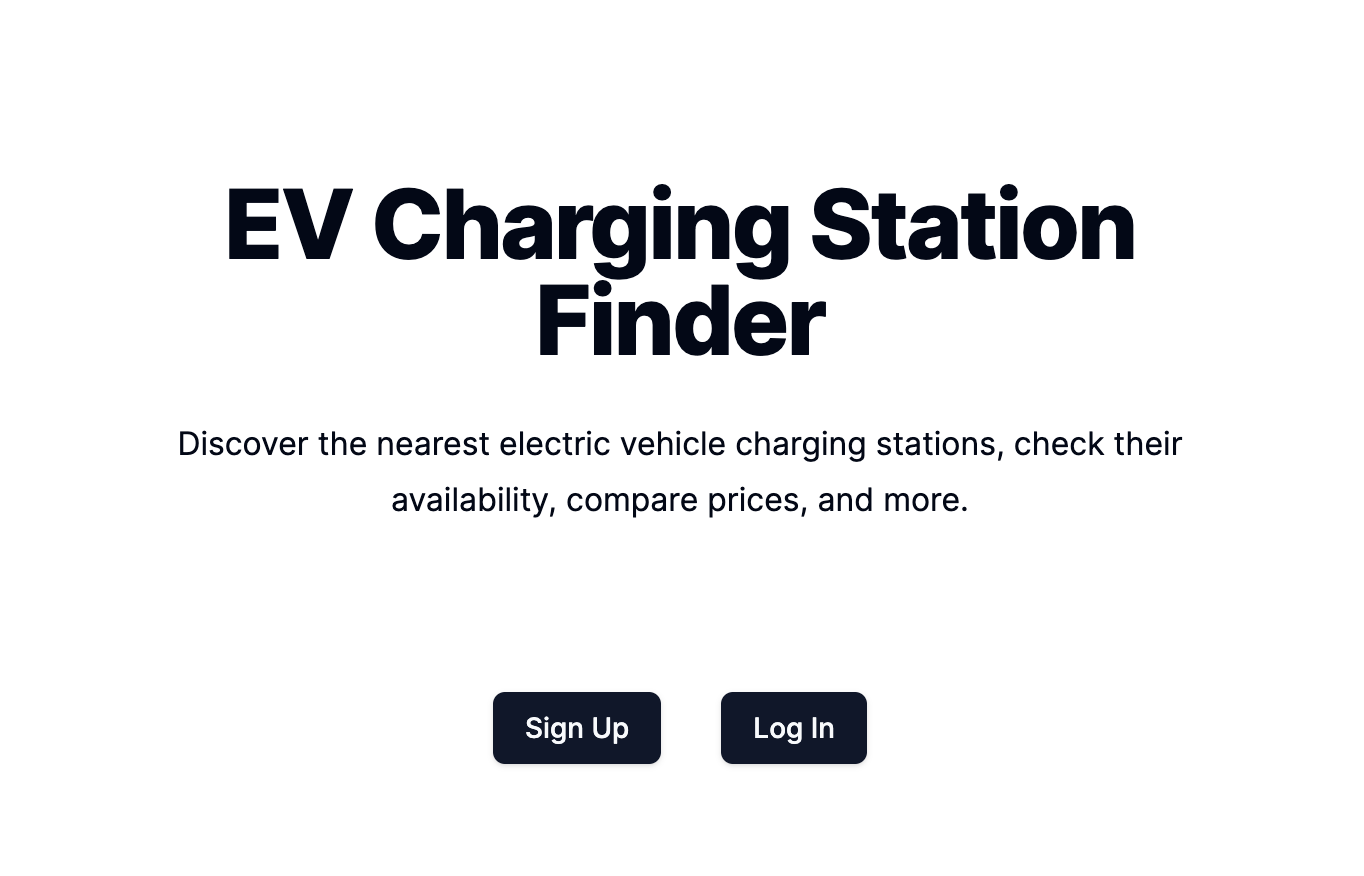 EV Charging Station
Finder
Discover the nearest electric vehicle charging stations, check their
availability, compare prices, and more.
Sign Up
Log In